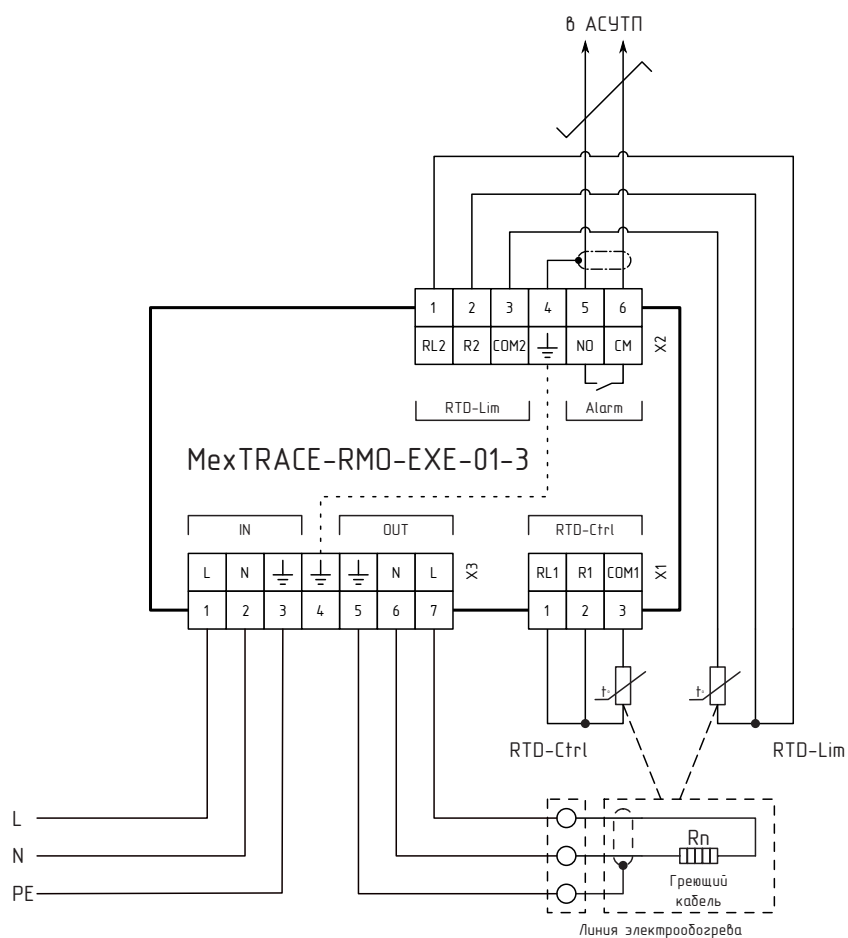 в АСУТП
1 2 3 4 5 6
RL2 R2 COM2 NO CM
X2
RTD-Lim Alarm
MexTRACE-RMO-EXE-01-3
IN OUT RTD-Ctrl
L N N L X3 RL1 R1 COM1 X1
1 2 3 4 5 6 7 1 2 3
t° t°
RTD-Ctrl RTD-Lim
L
N
PE
Rn
Греющий
кабель
Линия электрообогрева